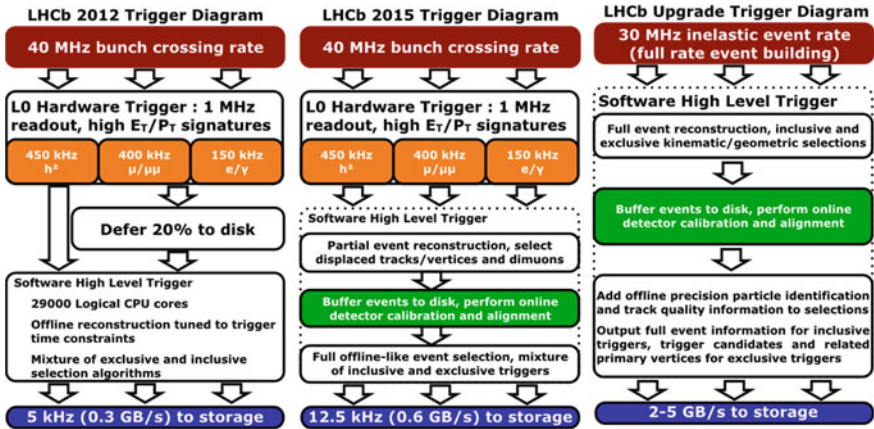 LHCb 2012 Trigger Diagram
40 MHz bunch crossing rate
L0 Hardware Trigger : 1 MHz
readout, high ET/PT signatures
450 kHz
h±
400 kHz
μ/μμ
150 kHz
e/γ
Defer 20% to disk
Software High Level Trigger
29000 Logical CPU cores
Offline reconstruction tuned to trigger
time constraints
Mixture of exclusive and inclusive
selection algorithms
5 kHz (0.3 GB/s) to storage
LHCb 2015 Trigger Diagram
40 MHz bunch crossing rate
L0 Hardware Trigger : 1 MHz
readout, high ET/PT signatures
450 kHz
h±
400 kHz
μ/μμ
150 kHz
e/γ
Software High Level Trigger
Partial event reconstruction, select
displaced tracks/vertices and dimuons
Buffer events to disk, perform online
detector calibration and alignment
Full offline-like event selection, mixture
of inclusive and exclusive triggers
12.5 kHz (0.6 GB/s) to storage
LHCb Upgrade Trigger Diagram
30 MHz inelastic event rate
(full rate event building)
Software High Level Trigger
Full event reconstruction, inclusive and
exclusive kinematic/geometric selections
Buffer events to disk, perform online
detector calibration and alignment
Add offline precision particle identification
and track quality information to selections
Output full event information for inclusive
triggers, trigger candidates and related
primary vertices for exclusive triggers
2-5 GB/s to storage